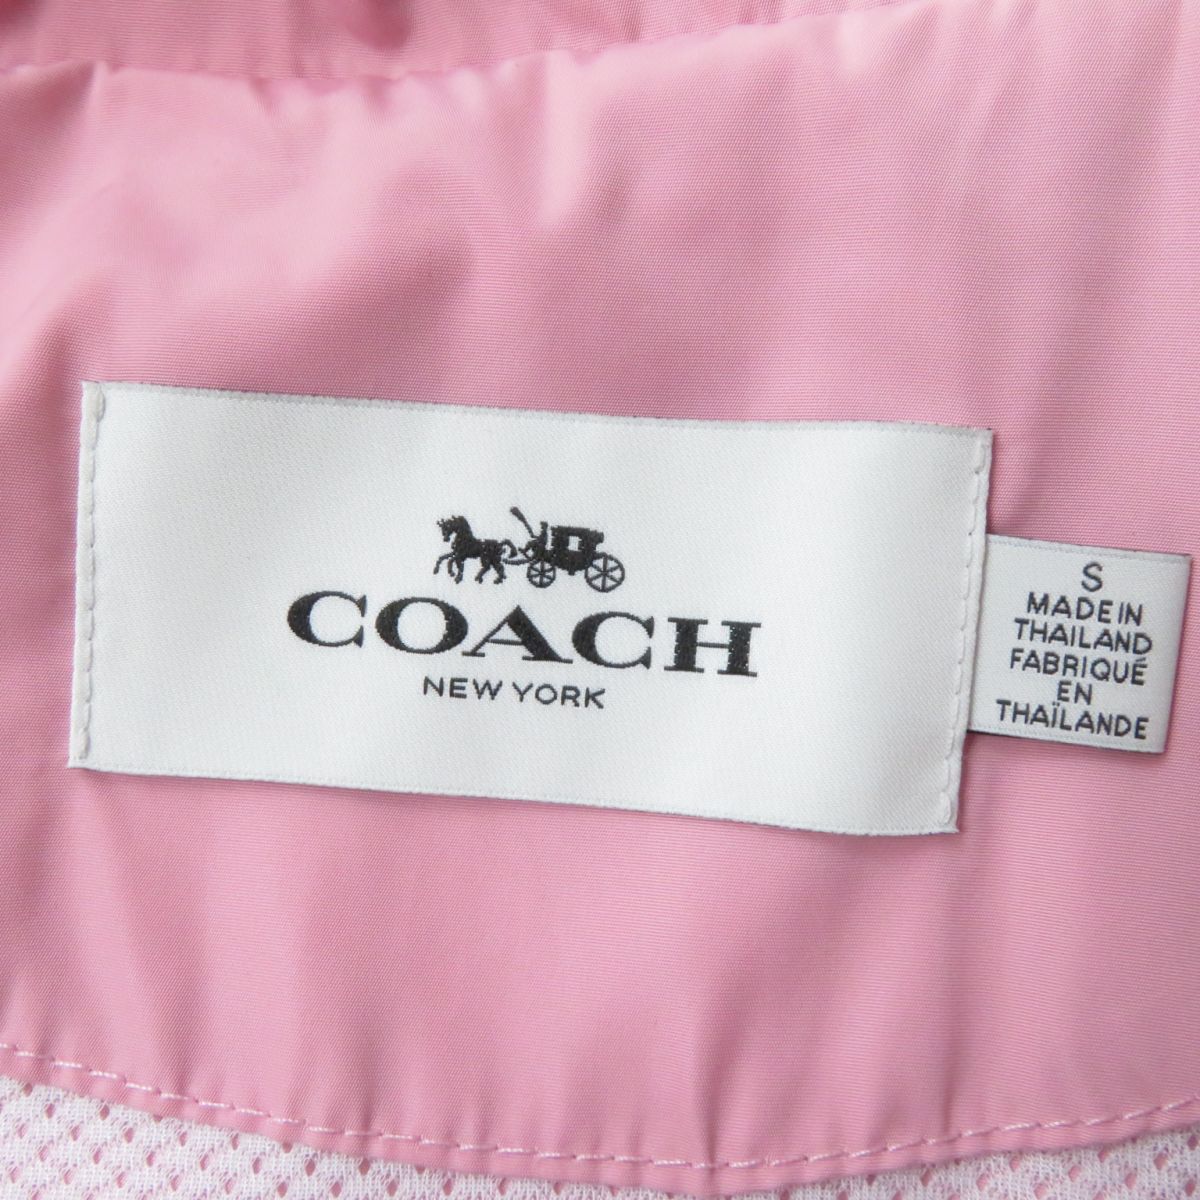 COACH
NEW YORK
S
MADE IN
THAILAND
FABRIQUÉ
EN
THAÏLANDE